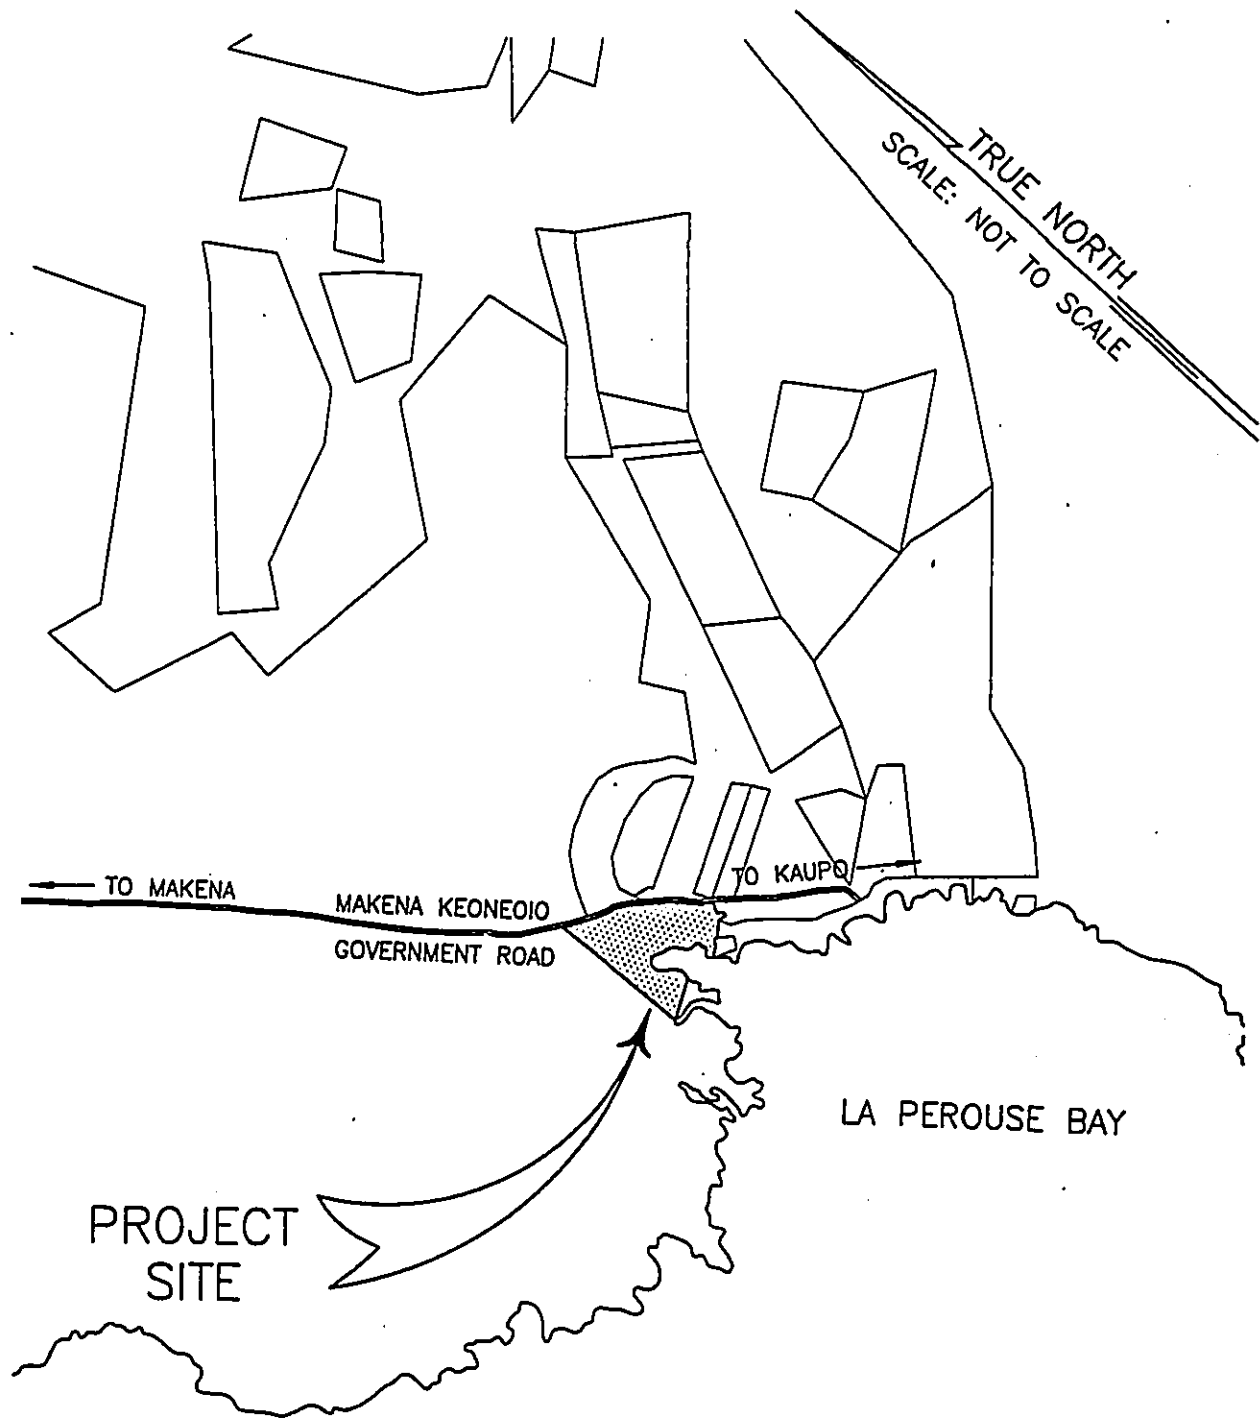 TRUE NORTH
SCALE: NOT TO SCALE
TO KAUPO
TO MAKENA
MAKENA KEONEOIO
GOVERNMENT ROAD
LA PEROUSE BAY
PROJECT
SITE